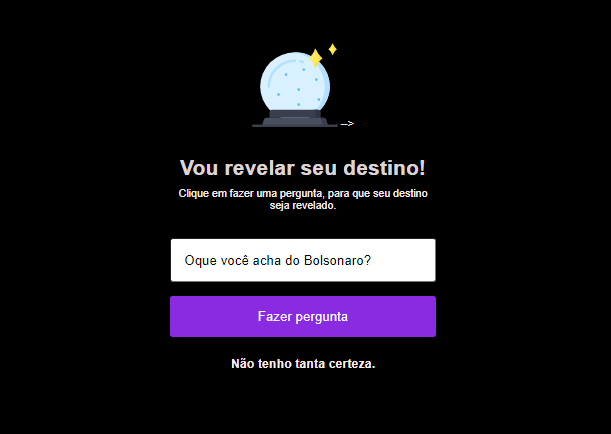 -->
Vou revelar seu destino!
Clique em fazer uma pergunta, para que seu destino
seja revelado.
Oque você acha do Bolsonaro?
Fazer pergunta
Não tenho tanta certeza.